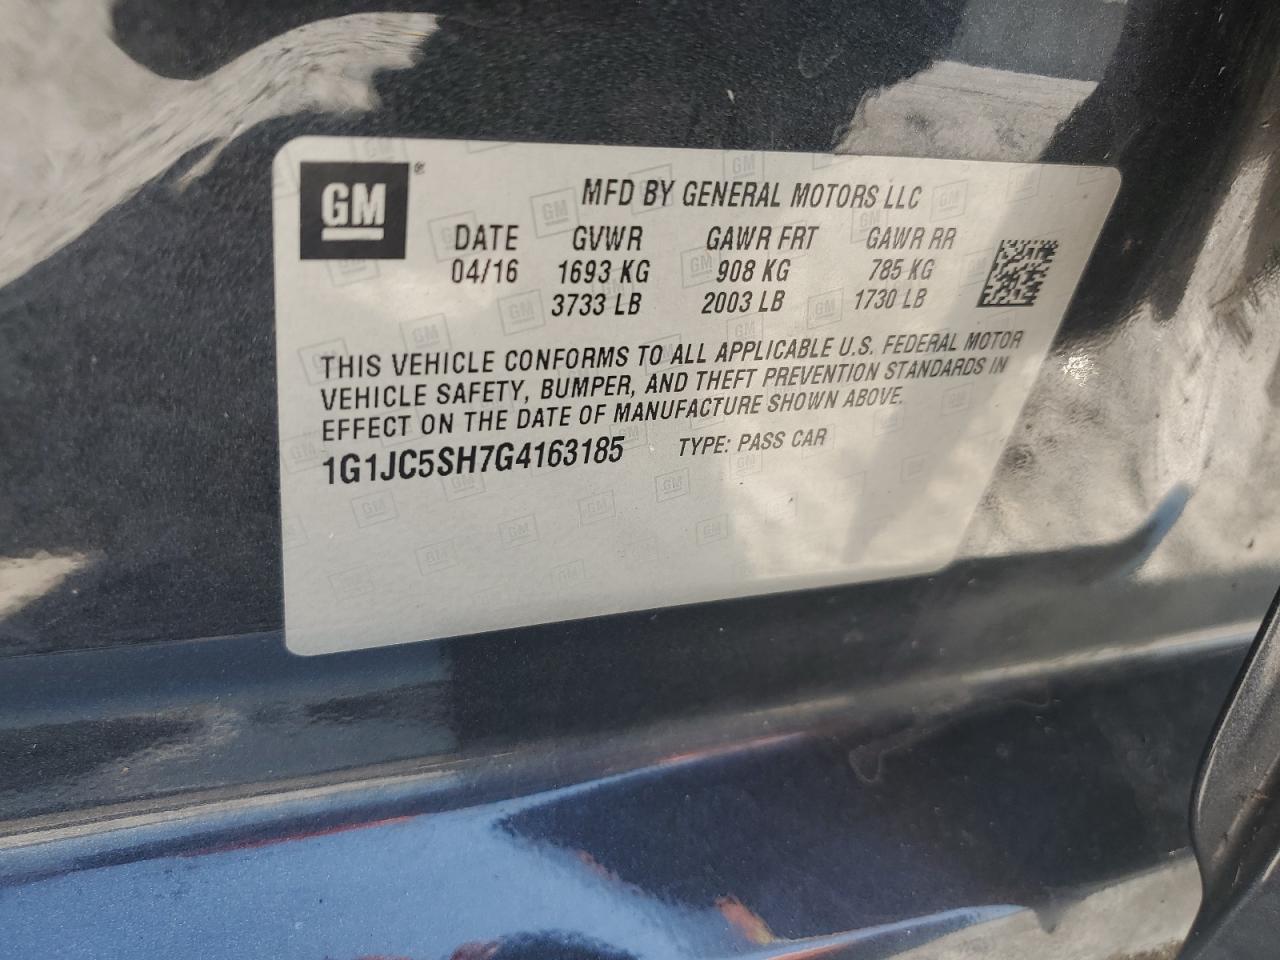 GM®
MFD BY GENERAL MOTORS LLC
DATE GVWR GAWR FRT GAWR RR
04/16 1693 KG 908 KG 785 KG
3733 LB 2003 LB 1730 LB
THIS VEHICLE CONFORMS TO ALL APPLICABLE U.S. FEDERAL MOTOR
VEHICLE SAFETY, BUMPER, AND THEFT PREVENTION STANDARDS IN
EFFECT ON THE DATE OF MANUFACTURE SHOWN ABOVE.
1G1JC5SH7G4163185 TYPE: PASS CAR